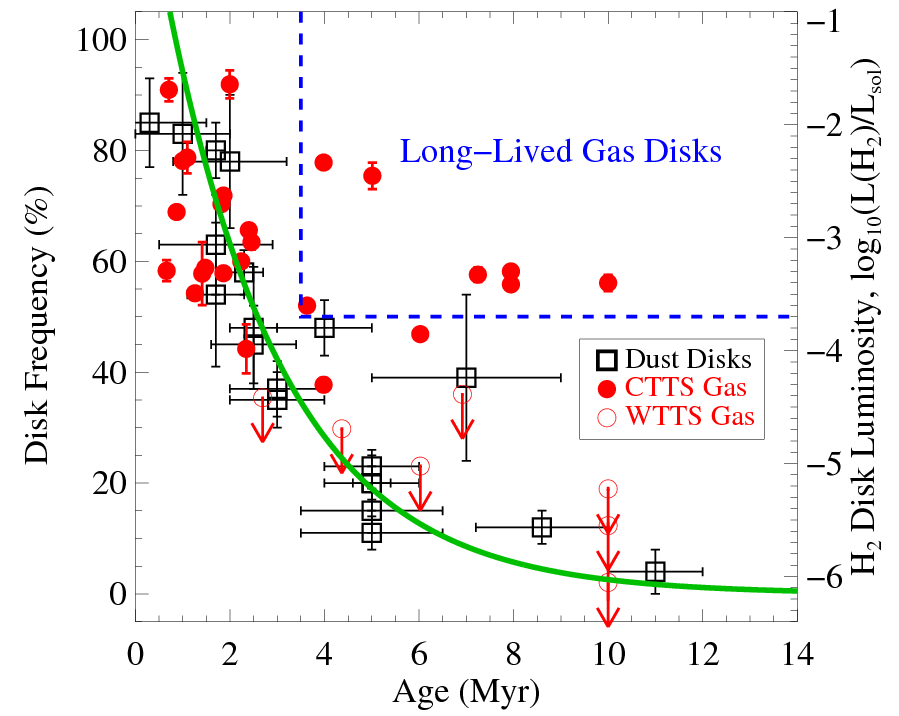 100
80
60
40
20
0
Disk Frequency (%)
0 2 4 6 8 10 12 14
Age (Myr)
−1
−2
−3
−4
−5
−6
H₂ Disk Luminosity, log₁₀(L(H₂)/Lsol)
Long−Lived Gas Disks
Dust Disks
CTTS Gas
WTTS Gas